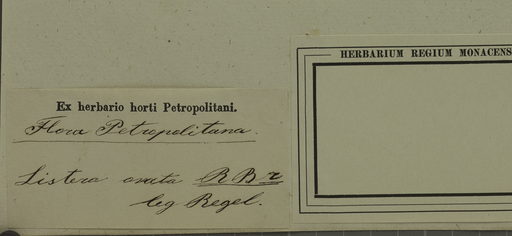 HERBARIUM REGIUM MONACENS
Ex herbario horti Petropolitani.
Flora Petropolitana.
Listera ovata R Br
leg Regel.